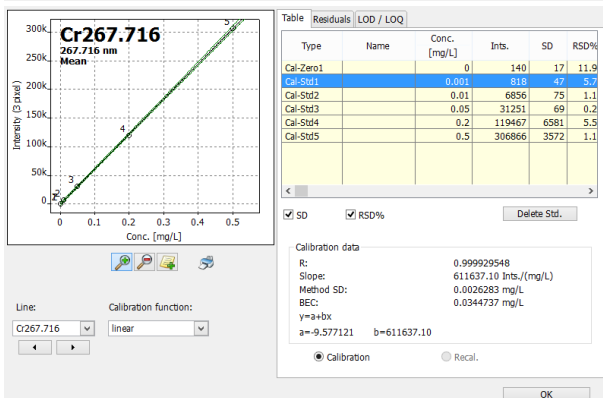 Cr267.716
267.716 nm
Mean
Intensity (3 pixel)
300k
250k
200k
150k
100k
50k
0
5
4
3
2
0 0.1 0.2 0.3 0.4 0.5
Conc. [mg/L]
Line: Calibration function:
Cr267.716 linear
Table Residuals LOD / LOQ
Type Name Conc. [mg/L] Ints. SD RSD%
Cal-Zero1 0 140 17 11.9
Cal-Std1 0.001 818 47 5.7
Cal-Std2 0.01 6856 75 1.1
Cal-Std3 0.05 31251 69 0.2
Cal-Std4 0.2 119467 6581 5.5
Cal-Std5 0.5 306866 3572 1.1
SD RSD% Delete Std.
Calibration data
R: 0.999929548
Slope: 611637.10 Ints./(mg/L)
Method SD: 0.0026283 mg/L
BEC: 0.0344737 mg/L
y=a+bx
a=-9.577121 b=611637.10
Calibration Recal.
OK